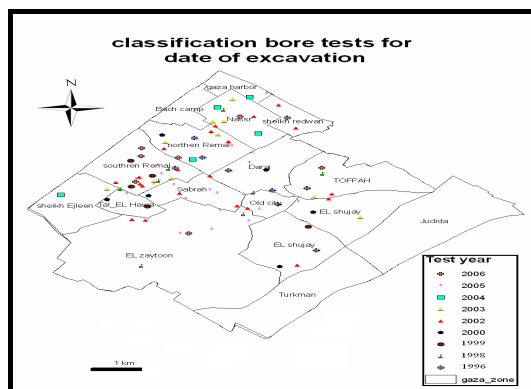 classification bore tests for
date of excavation
N
gaza harbor
Bach camp
Nassr
sheikh redwan
northen Remal
southren Remal
Daraj
TOFFAH
Sabrah
sheikh Ejleen
Tal_EL Hawa
Old city
EL shujay
Judida
EL shujay
EL zaytoon
Turkman
1 km
Test year
2006
2005
2004
2003
2002
2000
1999
1998
1996
gaza_zone